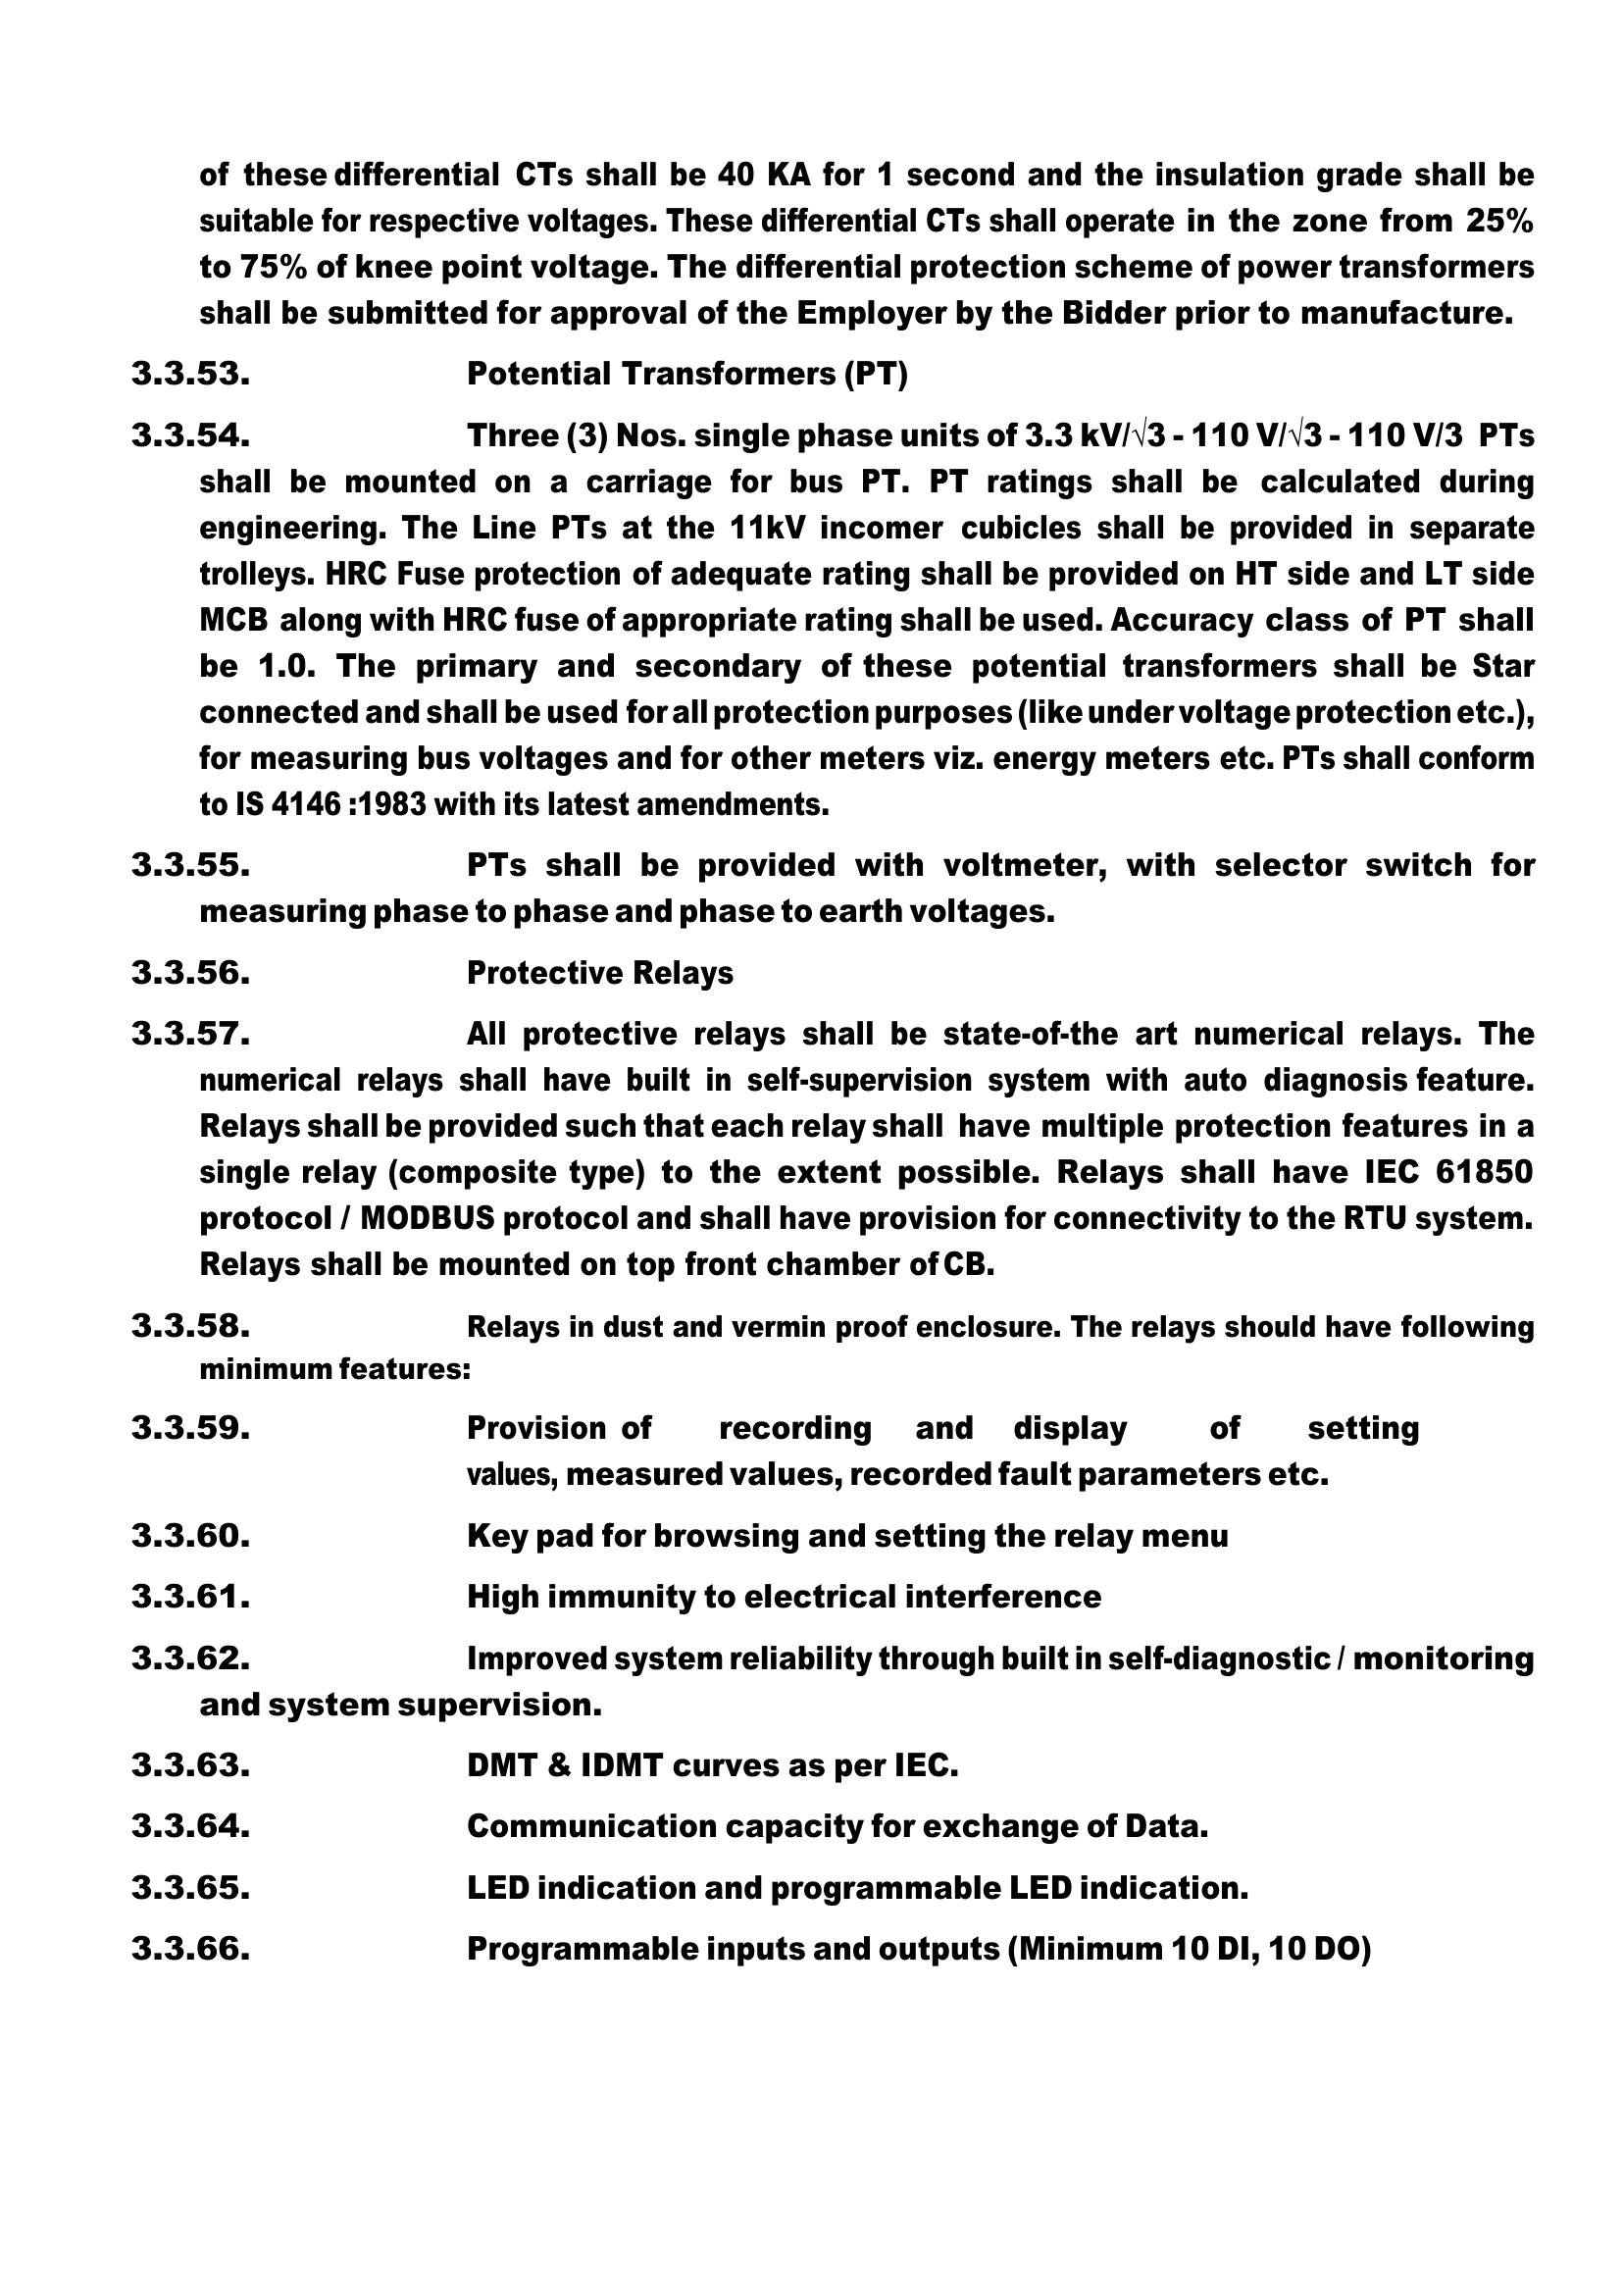 of these differential CTs shall be 40 KA for 1 second and the insulation grade shall be
suitable for respective voltages. These differential CTs shall operate in the zone from 25%
to 75% of knee point voltage. The differential protection scheme of power transformers
shall be submitted for approval of the Employer by the Bidder prior to manufacture.
3.3.53. Potential Transformers (PT)
3.3.54. Three (3) Nos. single phase units of 3.3 kV/√3 - 110 V/√3 - 110 V/3 PTs
shall be mounted on a carriage for bus PT. PT ratings shall be calculated during
engineering. The Line PTs at the 11kV incomer cubicles shall be provided in separate
trolleys. HRC Fuse protection of adequate rating shall be provided on HT side and LT side
MCB along with HRC fuse of appropriate rating shall be used. Accuracy class of PT shall
be 1.0. The primary and secondary of these potential transformers shall be Star
connected and shall be used for all protection purposes (like under voltage protection etc.),
for measuring bus voltages and for other meters viz. energy meters etc. PTs shall conform
to IS 4146 :1983 with its latest amendments.
3.3.55. PTs shall be provided with voltmeter, with selector switch for
measuring phase to phase and phase to earth voltages.
3.3.56. Protective Relays
3.3.57. All protective relays shall be state-of-the art numerical relays. The
numerical relays shall have built in self-supervision system with auto diagnosis feature.
Relays shall be provided such that each relay shall have multiple protection features in a
single relay (composite type) to the extent possible. Relays shall have IEC 61850
protocol / MODBUS protocol and shall have provision for connectivity to the RTU system.
Relays shall be mounted on top front chamber of CB.
3.3.58. Relays in dust and vermin proof enclosure. The relays should have following
minimum features:
3.3.59. Provision of recording and display of setting
values, measured values, recorded fault parameters etc.
3.3.60. Key pad for browsing and setting the relay menu
3.3.61. High immunity to electrical interference
3.3.62. Improved system reliability through built in self-diagnostic / monitoring
and system supervision.
3.3.63. DMT & IDMT curves as per IEC.
3.3.64. Communication capacity for exchange of Data.
3.3.65. LED indication and programmable LED indication.
3.3.66. Programmable inputs and outputs (Minimum 10 DI, 10 DO)